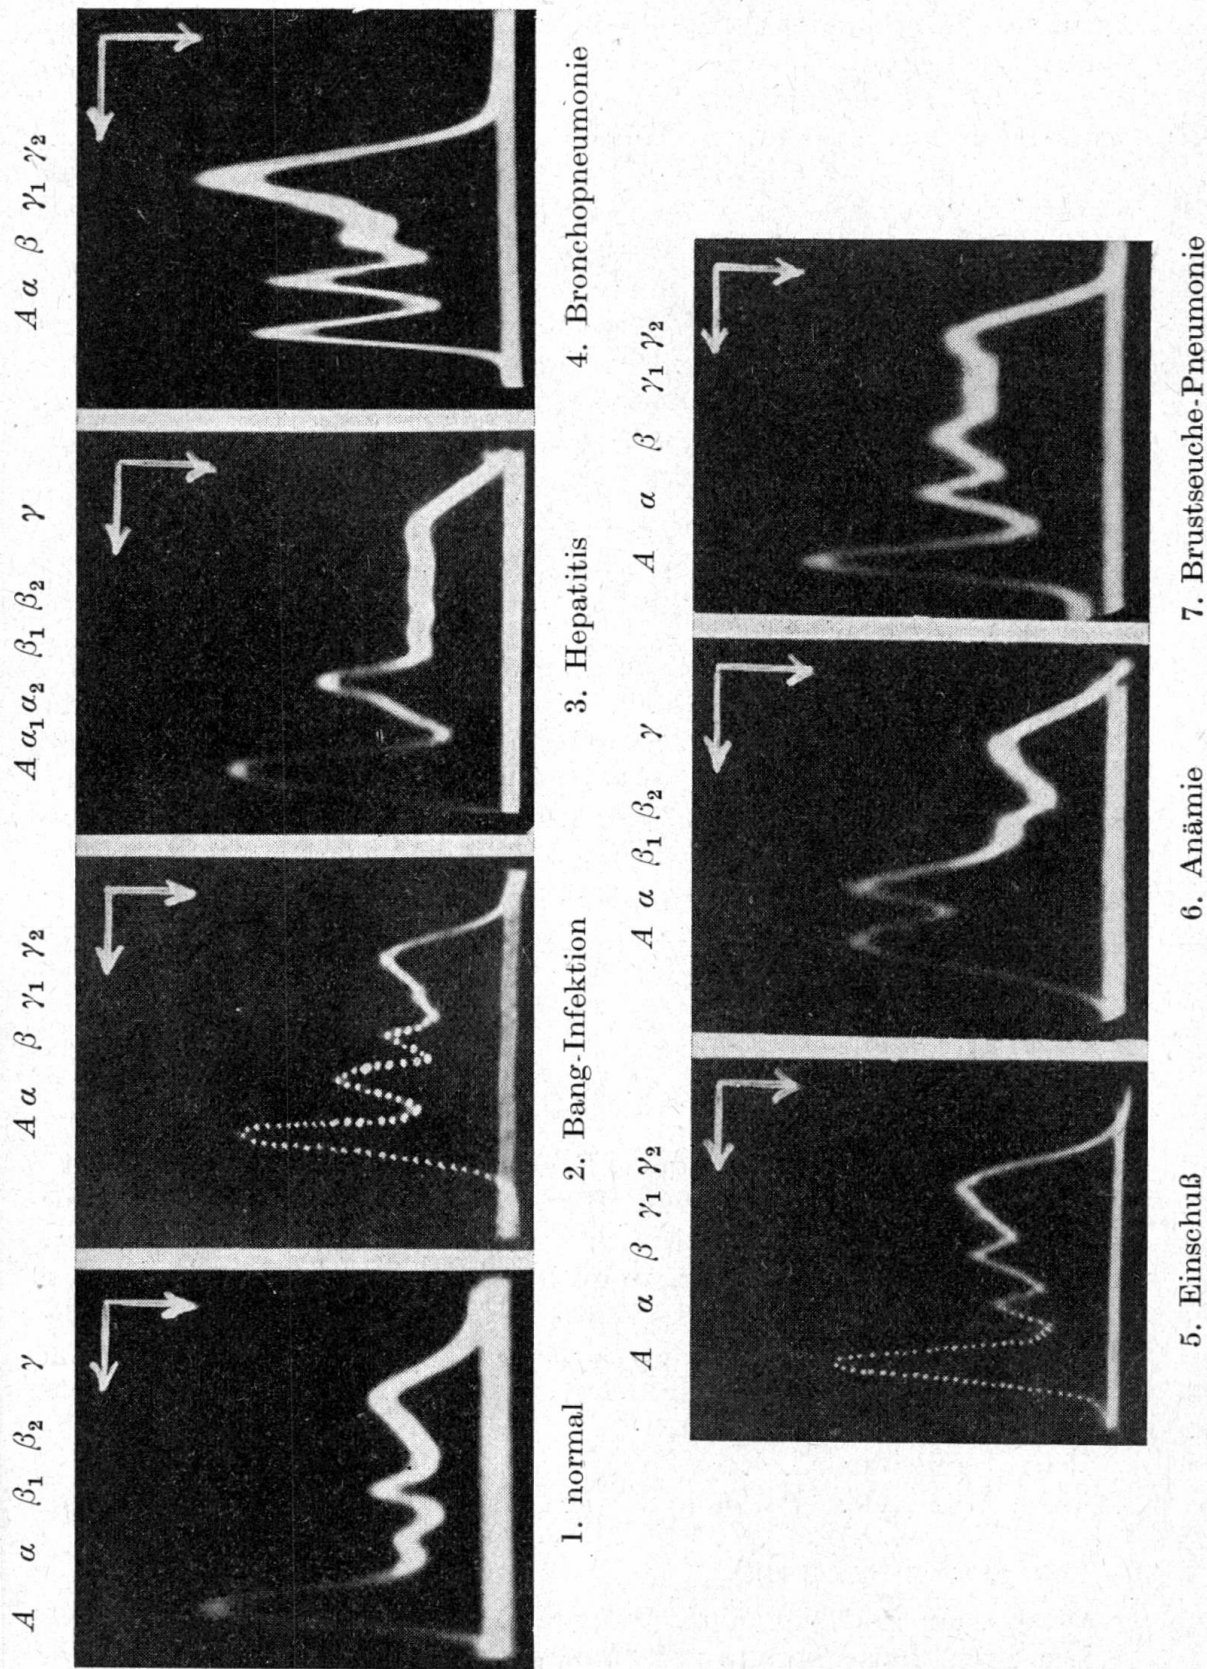 A α β₁ β₂ γ A α β γ₁ γ₂ A α₁ α₂ β₁ β₂ γ A α β γ₁ γ₂
1. normal 2. Bang-Infektion 3. Hepatitis 4. Bronchopneumonie
A α β γ₁ γ₂ A α β₁ β₂ γ A α β γ₁ γ₂
5. Einschuß 6. Anämie 7. Brustseuche-Pneumonie